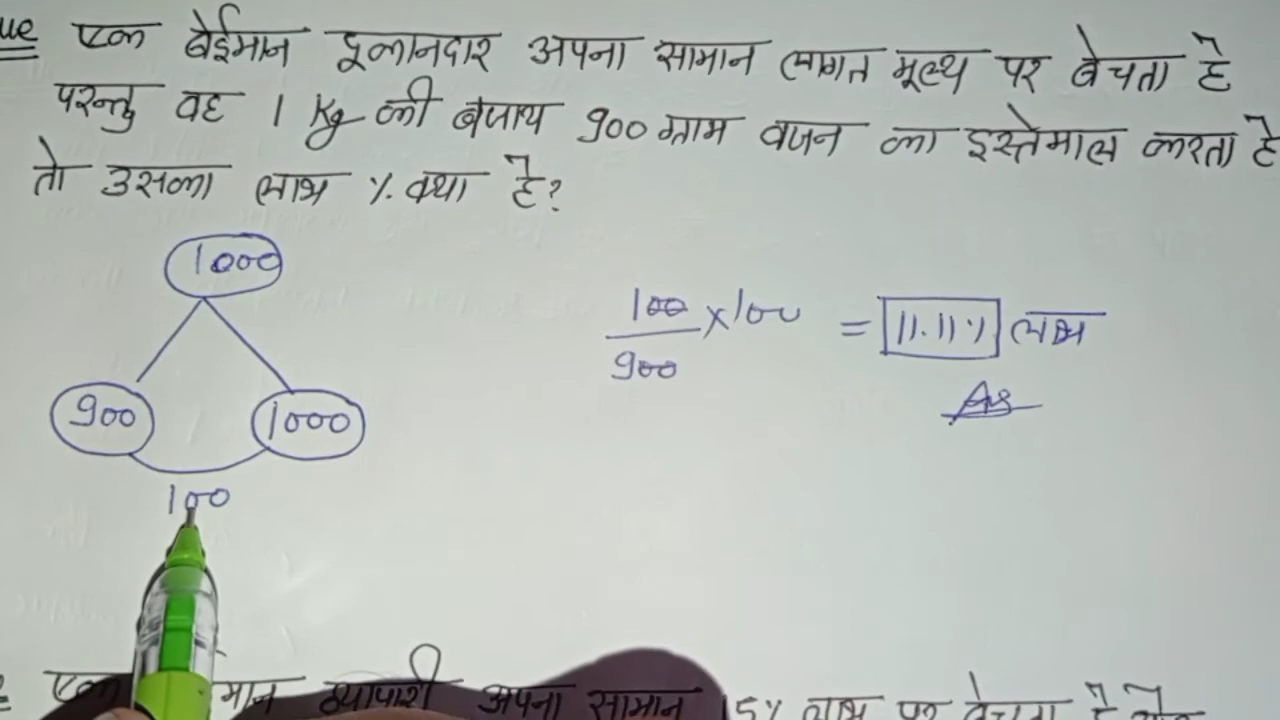 que एक बेईमान दूकानदार अपना सामान लागत मूल्य पर बेचता है
परन्तु वह 1 Kg की बजाय 900 ग्राम वजन का इस्तेमाल करता है
तो उसका लाभ % क्या है?
1000
100/900 × 100 = 11.11% लाभ
900 1000
Ans
100
एक व्यापारी अपना सामान 15% लाभ पर बेचता है